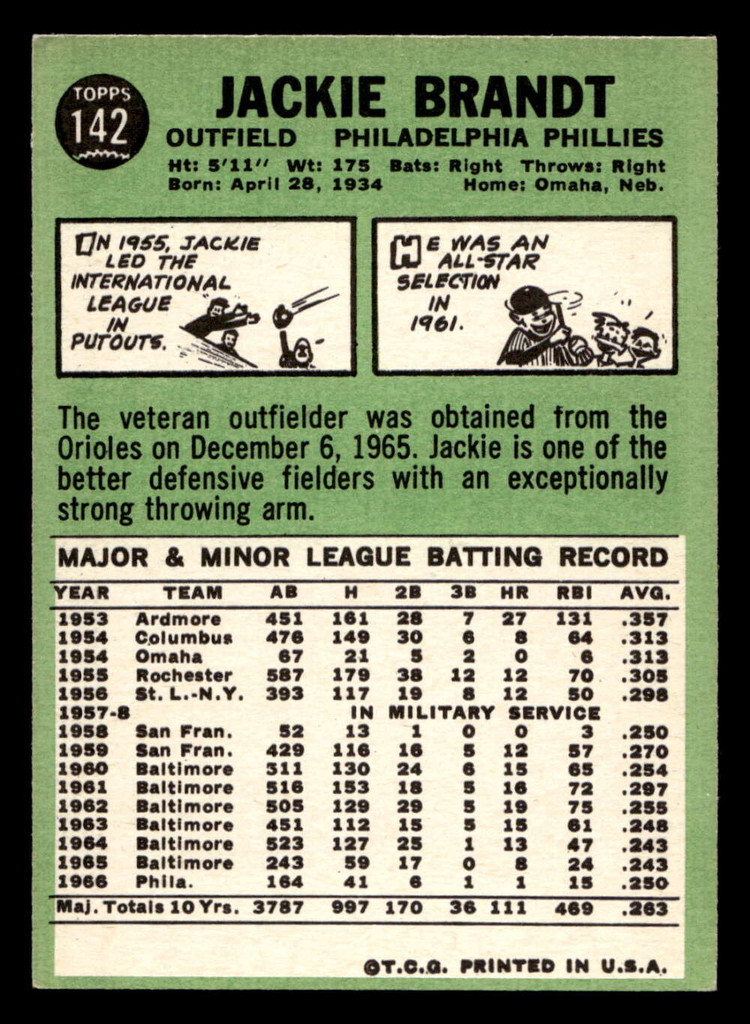 TOPPS
142
JACKIE BRANDT
OUTFIELD PHILADELPHIA PHILLIES
Ht: 5'11" Wt: 175 Bats: Right Throws: Right
Born: April 28, 1934 Home: Omaha, Neb.
IN 1955, JACKIE
LED THE
INTERNATIONAL
LEAGUE
IN
PUTOUTS.
HE WAS AN
ALL-STAR
SELECTION
IN
1961.
The veteran outfielder was obtained from the
Orioles on December 6, 1965. Jackie is one of the
better defensive fielders with an exceptionally
strong throwing arm.
MAJOR & MINOR LEAGUE BATTING RECORD
YEAR TEAM AB H 2B 3B HR RBI AVG.
1953 Ardmore 451 161 28 7 27 131 .357
1954 Columbus 476 149 30 6 8 64 .313
1954 Omaha 67 21 5 2 0 6 .313
1955 Rochester 587 179 38 12 12 70 .305
1956 St. L.-N.Y. 393 117 19 8 12 50 .298
1957-8 IN MILITARY SERVICE
1958 San Fran. 52 13 1 0 0 3 .250
1959 San Fran. 429 116 16 5 12 57 .270
1960 Baltimore 511 130 24 6 15 65 .254
1961 Baltimore 516 153 18 5 16 72 .297
1962 Baltimore 505 129 29 5 19 75 .255
1963 Baltimore 451 112 15 5 15 61 .248
1964 Baltimore 523 127 25 1 13 47 .243
1965 Baltimore 243 59 17 0 8 24 .243
1966 Phila. 164 41 6 1 1 15 .250
Maj. Totals 10 Yrs. 3787 997 170 36 111 469 .263
©T.C.G. PRINTED IN U.S.A.